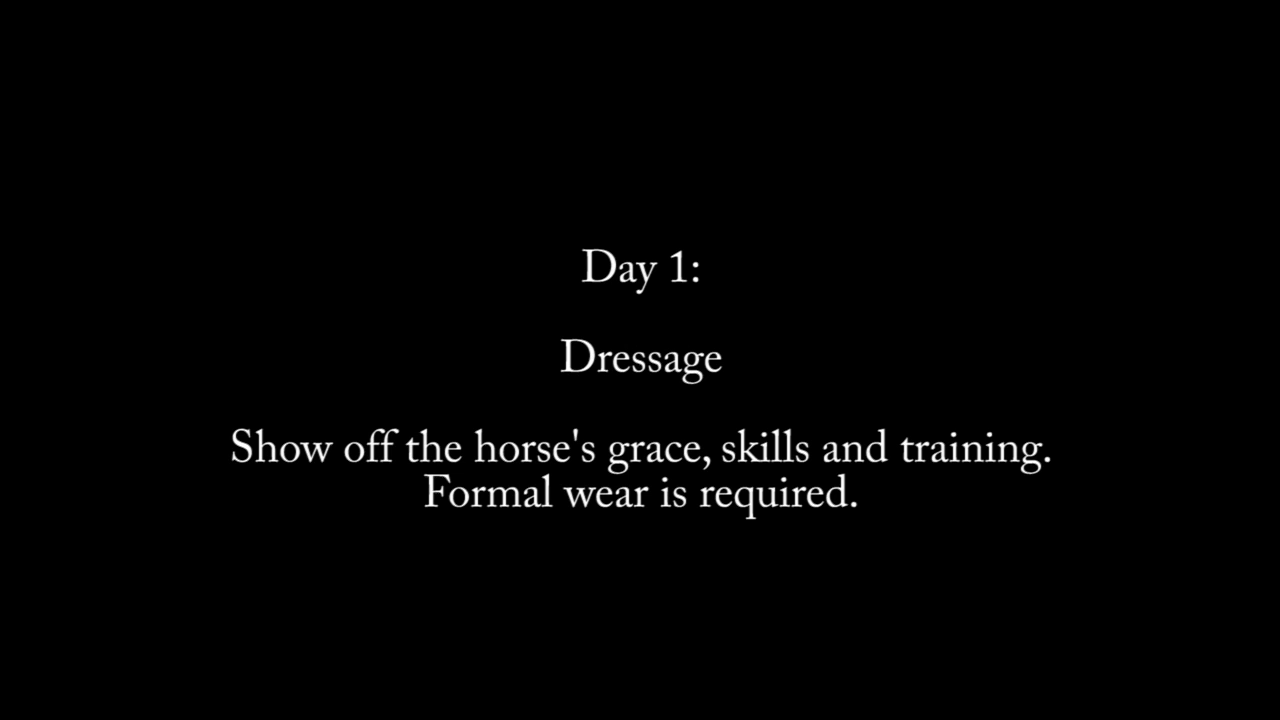 Day 1:
Dressage
Show off the horse's grace, skills and training.
Formal wear is required.